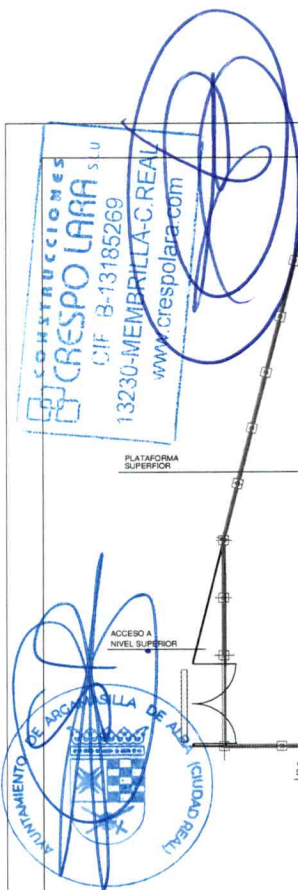 CONSTRUCCIONES
CRESPO LARA S.L.U
CIF B-13185269
13230-MEMBRILLA-C.REAL
www.crespolara.com
PLATAFORMA
SUPERFIOR
ACCESO A
NIVEL SUPERIOR
AYUNTAMIENTO DE ARGAMASILLA DE ALBA (CIUDAD REAL)